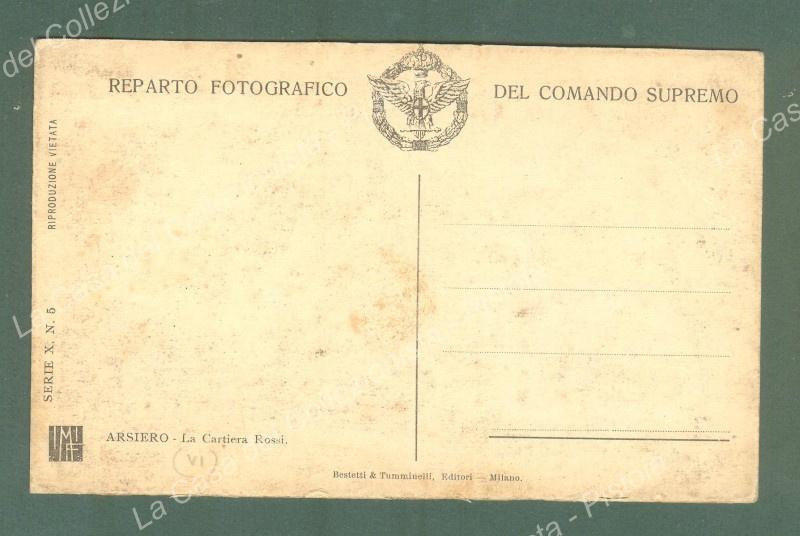 REPARTO FOTOGRAFICO DEL COMANDO SUPREMO
RIPRODUZIONE VIETATA
SERIE X. N. 5
ARSIERO - La Cartiera Rossi.
VI
Bestetti & Tumminelli, Editori — Milano.